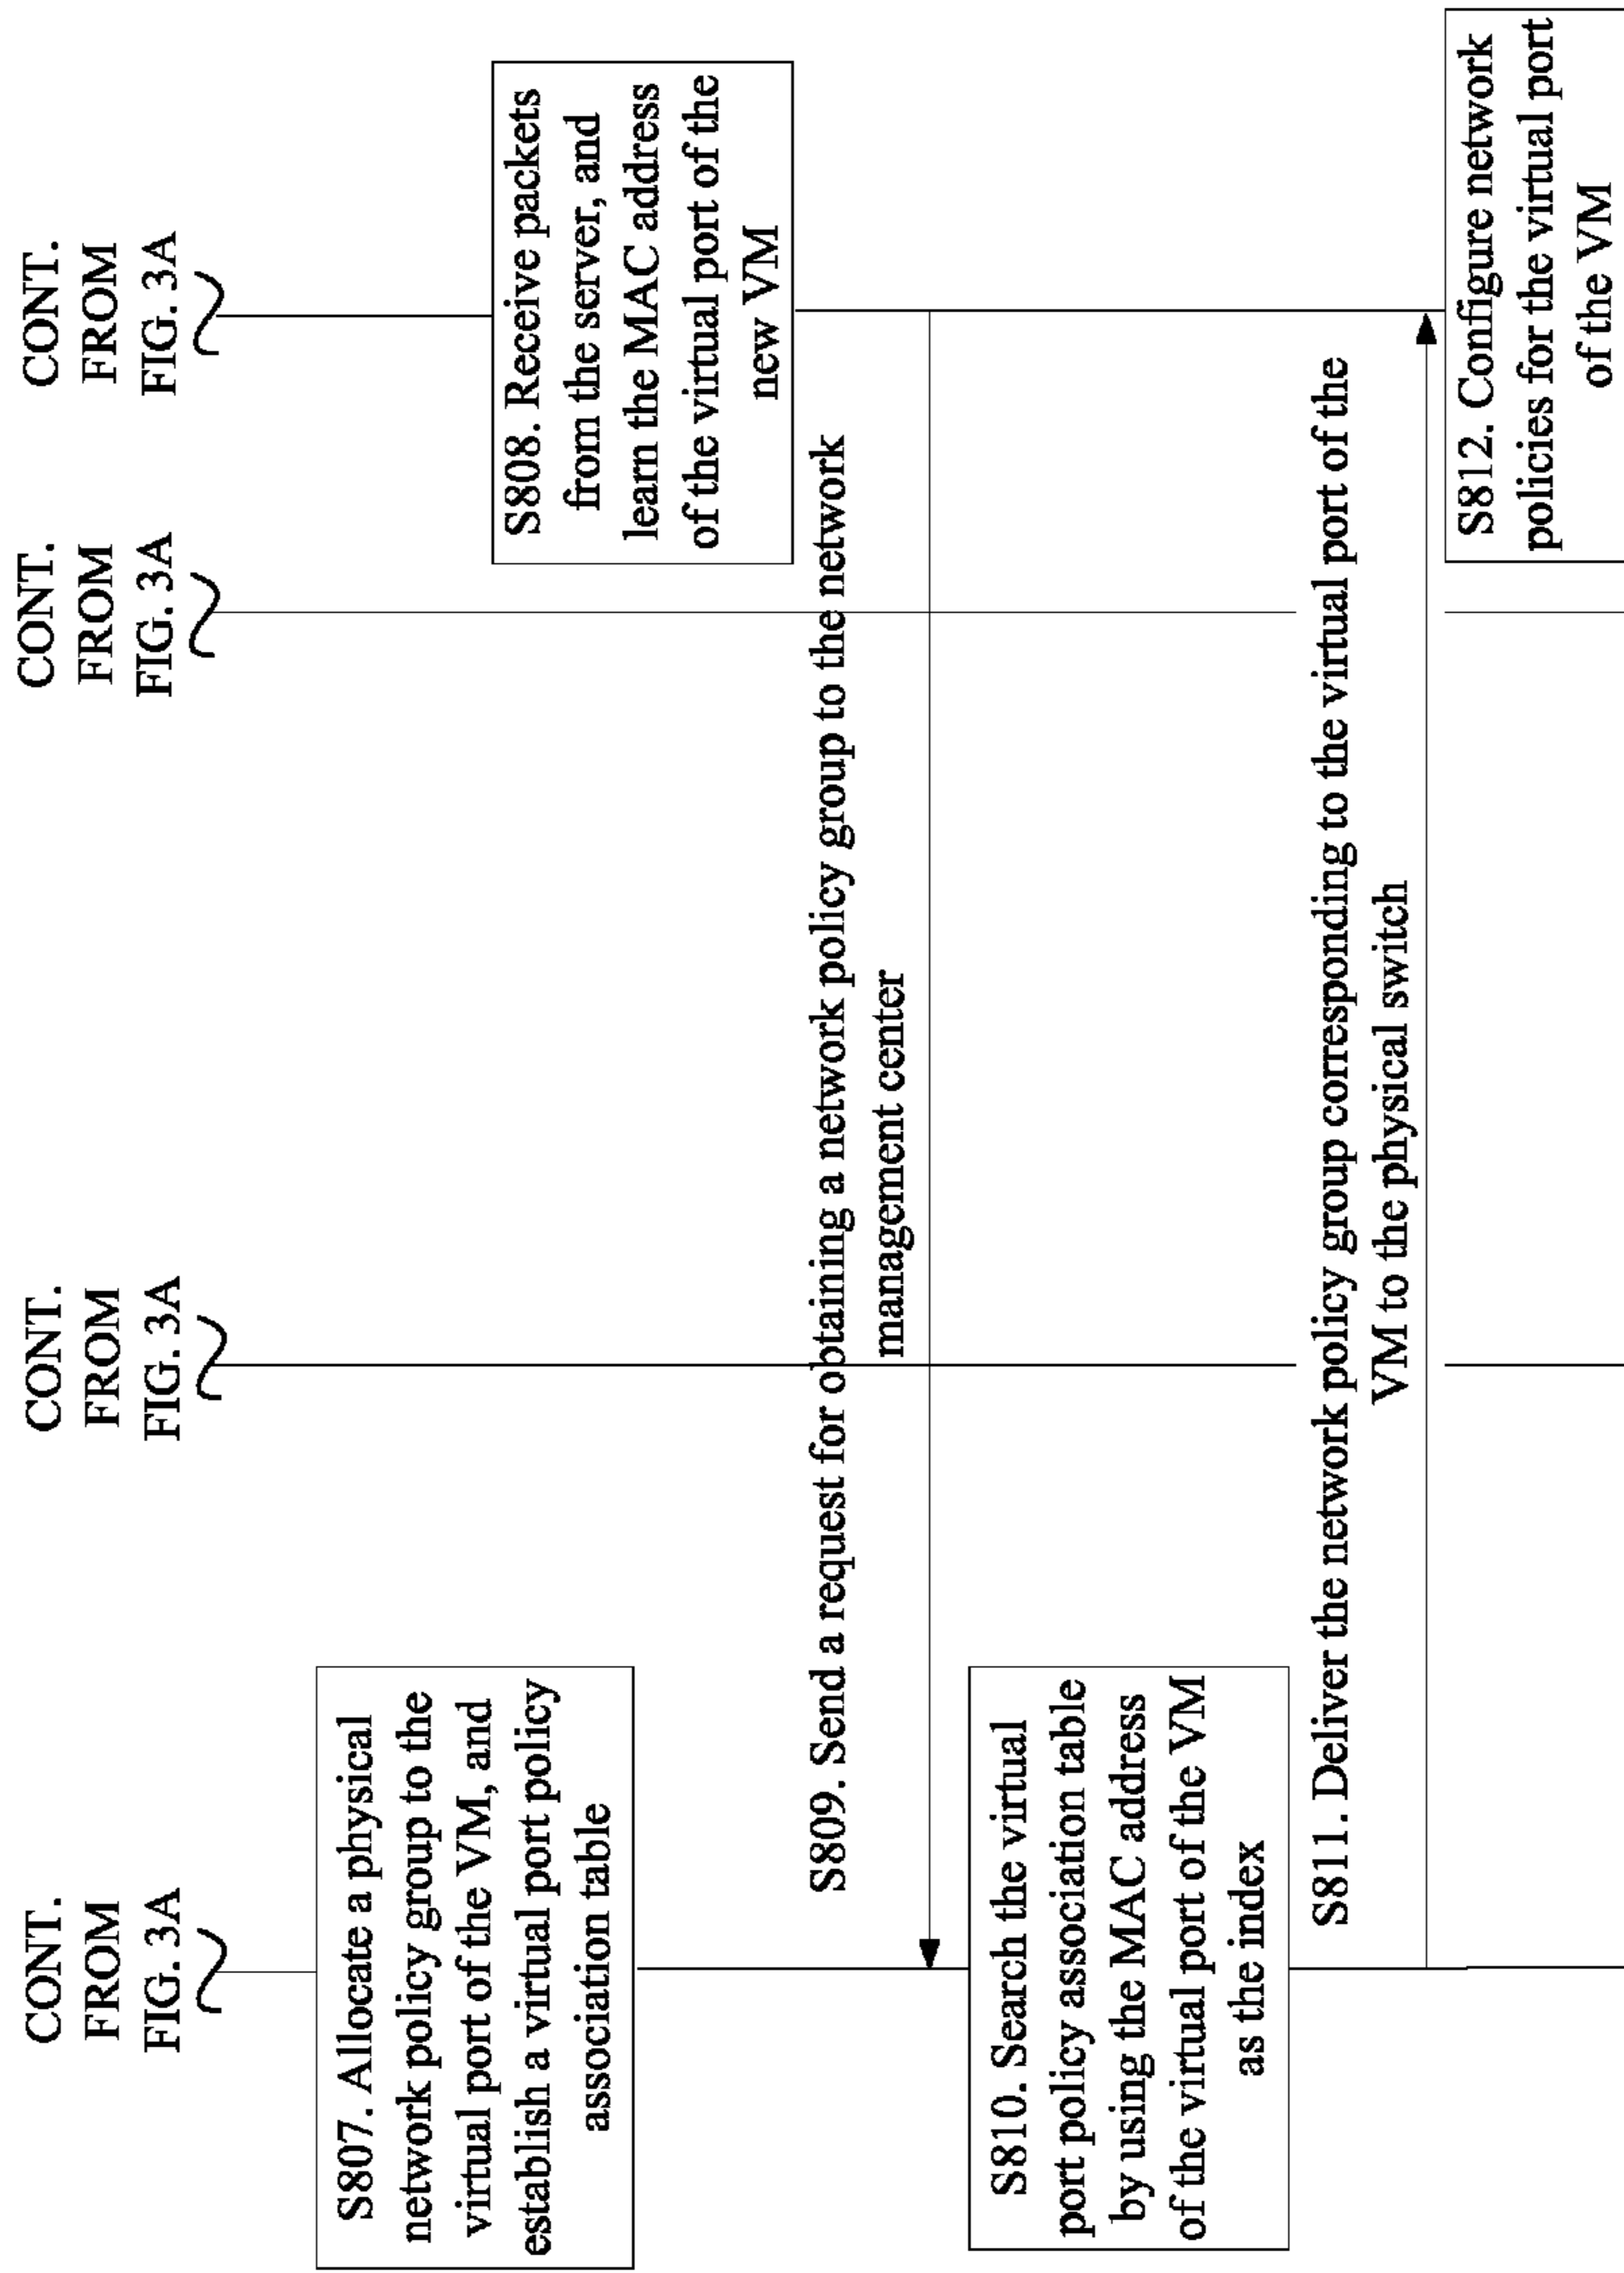 CONT.
FROM
FIG. 3A
CONT.
FROM
FIG. 3A
CONT.
FROM
FIG. 3A
CONT.
FROM
FIG. 3A
S807. Allocate a physical
network policy group to the
virtual port of the VM, and
establish a virtual port policy
association table
S808. Receive packets
from the server, and
learn the MAC address
of the virtual port of the
new VM
S809. Send a request for obtaining a network policy group to the network
management center
S810. Search the virtual
port policy association table
by using the MAC address
of the virtual port of the VM
as the index
S811. Deliver the network policy group corresponding to the virtual port of the
VM to the physical switch
S812. Configure network
policies for the virtual port
of the VM